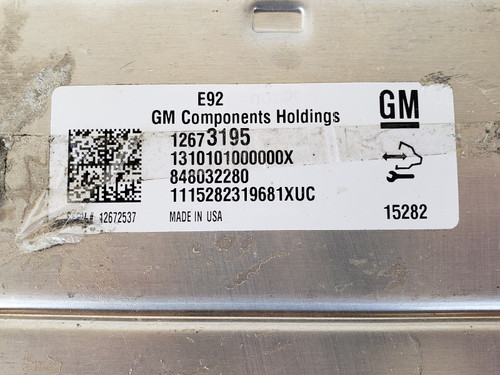 E92
GM
GM Components Holdings
12673195
1310101000000X
848032280
1115282319681XUC
12672537
MADE IN USA
15282